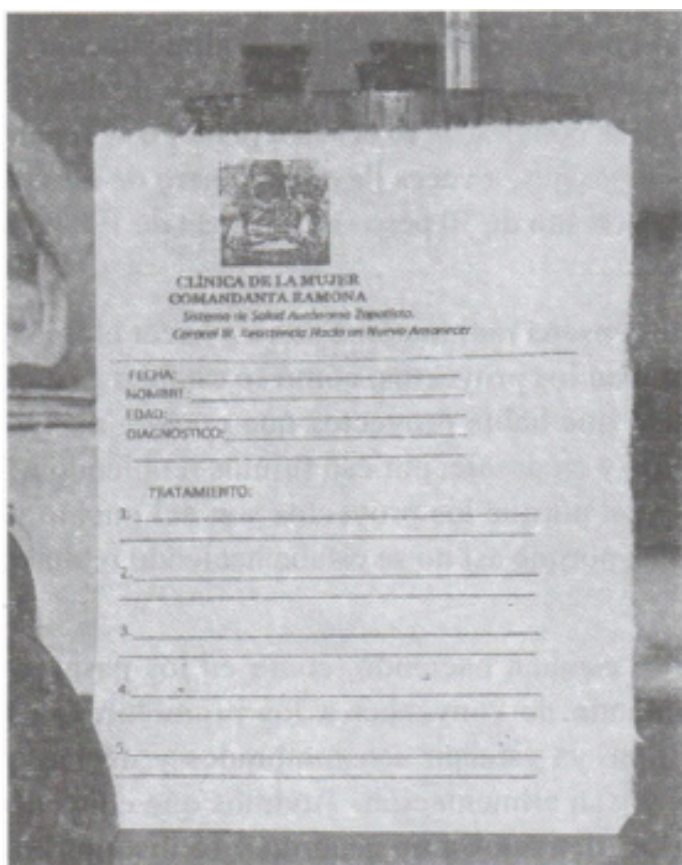 CLÍNICA DE LA MUJER
COMANDANTA RAMONA
Sistema de Salud Autónomo Zapatista.
Caracol III. Resistencia Hacia un Nuevo Amanecer
FECHA:
NOMBRE:
EDAD:
DIAGNOSTICO:
TRATAMIENTO:
1.
2.
3.
4.
5.